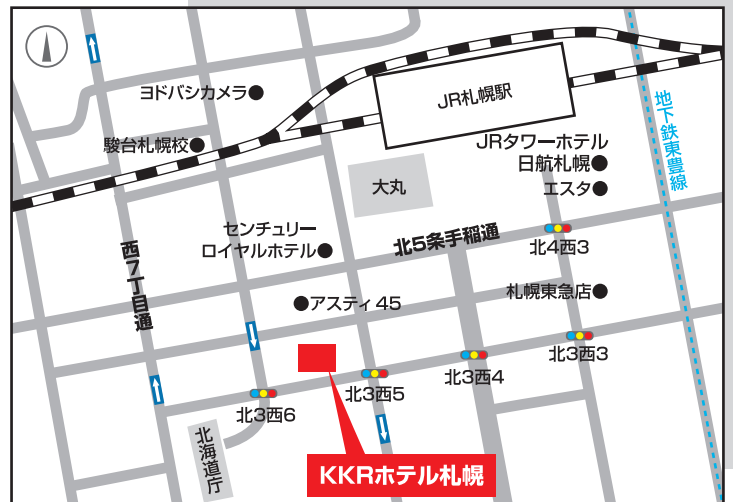 ヨドバシカメラ
JR札幌駅
駿台札幌校
JRタワーホテル
日航札幌
エスタ
大丸
地下鉄東豊線
センチュリー
ロイヤルホテル
北5条手稲通
北4西3
西7丁目通
アスティ45
札幌東急店
北3西3
北3西4
北3西5
北3西6
北海道庁
KKRホテル札幌